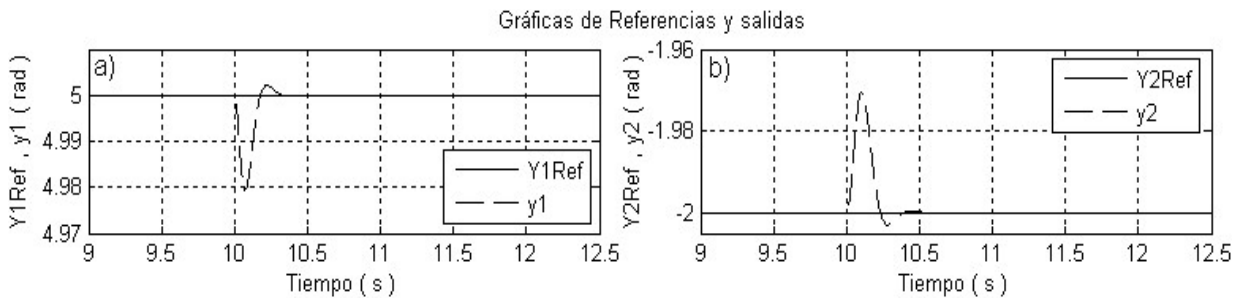 Gráficas de Referencias y salidas
a)
Y1Ref , y1 ( rad )
5
4.99
4.98
4.97
9 9.5 10 10.5 11 11.5 12 12.5
Tiempo ( s )
Y1Ref
y1
b)
Y2Ref , y2 ( rad )
-1.96
-1.98
-2
9 9.5 10 10.5 11 11.5 12 12.5
Tiempo ( s )
Y2Ref
y2